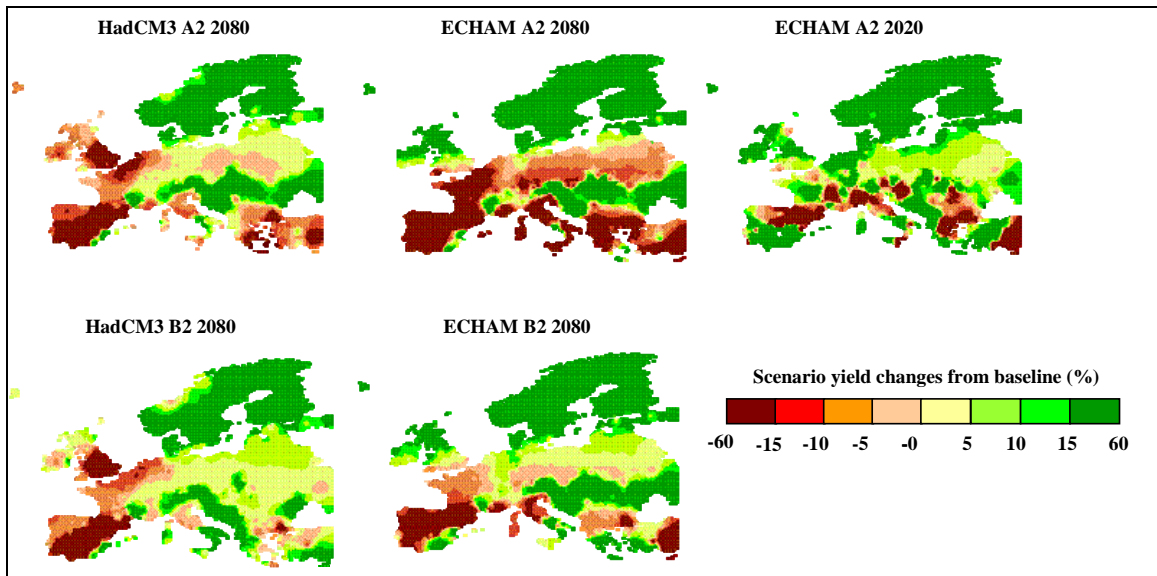 HadCM3 A2 2080
ECHAM A2 2080
ECHAM A2 2020
HadCM3 B2 2080
ECHAM B2 2080
Scenario yield changes from baseline (%)
-60 -15 -10 -5 -0 5 10 15 60